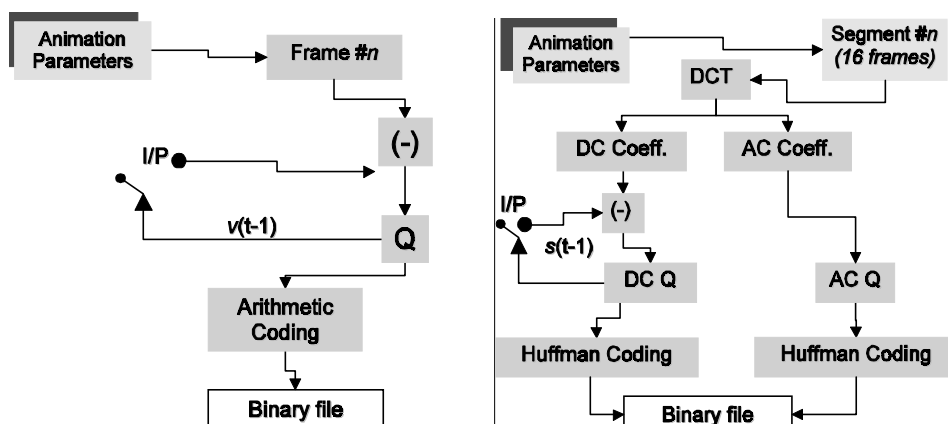 Animation
Parameters
Frame #n
(-)
I/P
v(t-1)
Q
Arithmetic
Coding
Binary file
Animation
Parameters
Segment #n
(16 frames)
DCT
DC Coeff.
AC Coeff.
I/P
(-)
s(t-1)
DC Q
AC Q
Huffman Coding
Huffman Coding
Binary file